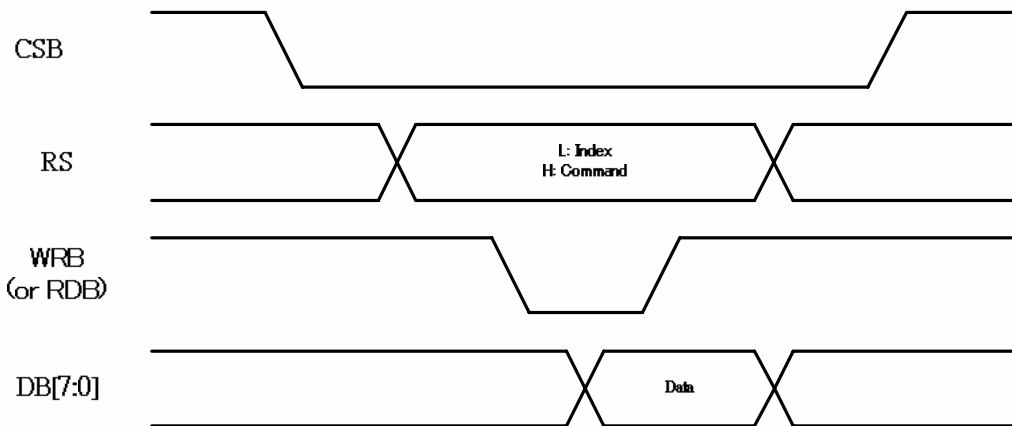 CSB
RS
L: Index
H: Command
WRB
(or RDB)
DB[7:0]
Data